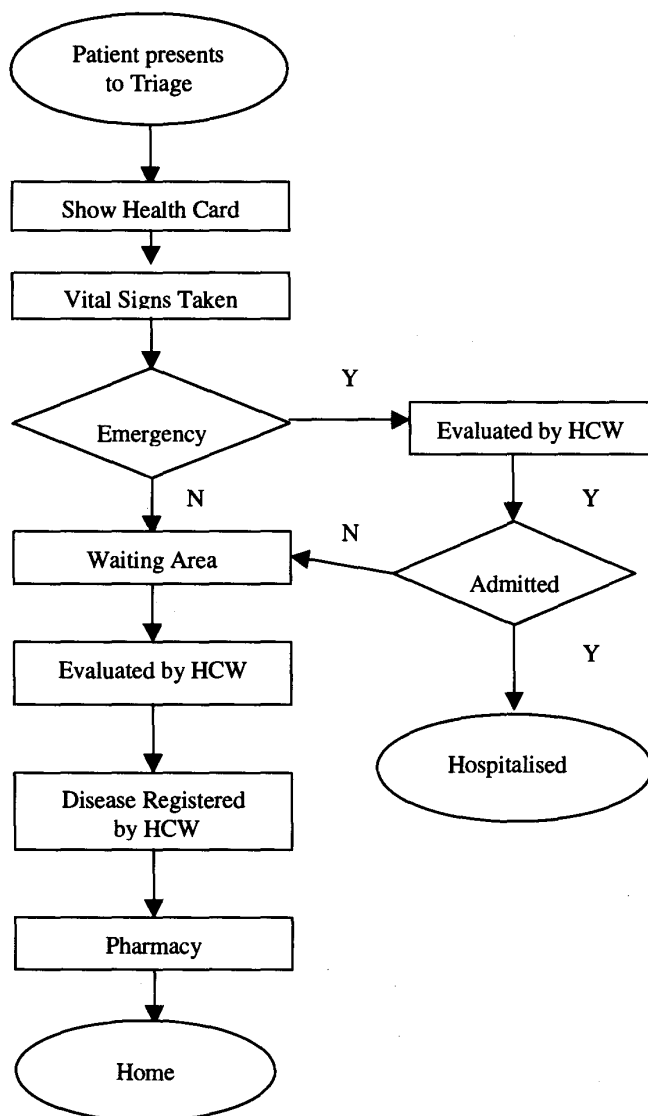 Patient presents
to Triage
Show Health Card
Vital Signs Taken
Emergency
Y
Evaluated by HCW
Y
N
Waiting Area
N
Admitted
Y
Evaluated by HCW
Hospitalised
Disease Registered
by HCW
Pharmacy
Home